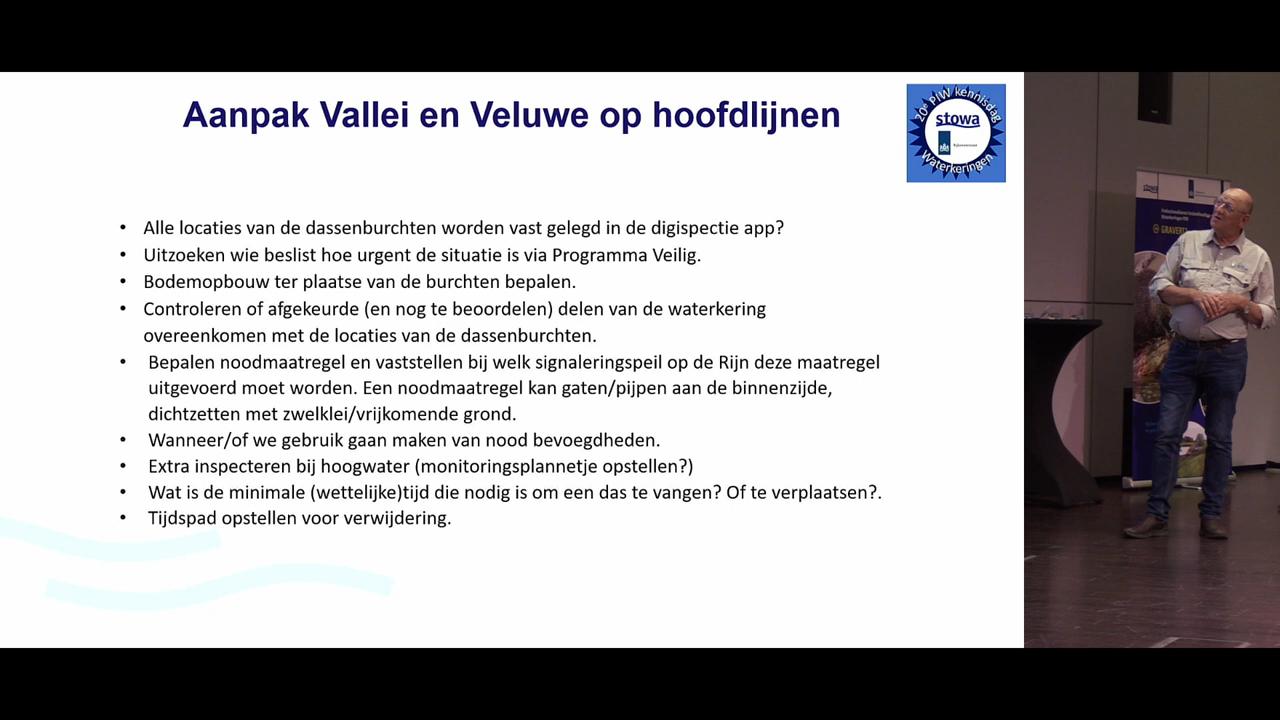 Aanpak Vallei en Veluwe op hoofdlijnen
20e PIW kennisdag
stowa
Rijkswaterstaat
Waterkeringen
• Alle locaties van de dassenburchten worden vast gelegd in de digispectie app?
• Uitzoeken wie beslist hoe urgent de situatie is via Programma Veilig.
• Bodemopbouw ter plaatse van de burchten bepalen.
• Controleren of afgekeurde (en nog te beoordelen) delen van de waterkering
overeenkomen met de locaties van de dassenburchten.
• Bepalen noodmaatregel en vaststellen bij welk signaleringspeil op de Rijn deze maatregel
uitgevoerd moet worden. Een noodmaatregel kan gaten/pijpen aan de binnenzijde,
dichtzetten met zwelklei/vrijkomende grond.
• Wanneer/of we gebruik gaan maken van nood bevoegdheden.
• Extra inspecteren bij hoogwater (monitoringsplannetje opstellen?)
• Wat is de minimale (wettelijke)tijd die nodig is om een das te vangen? Of te verplaatsen?.
• Tijdspad opstellen voor verwijdering.
stowa